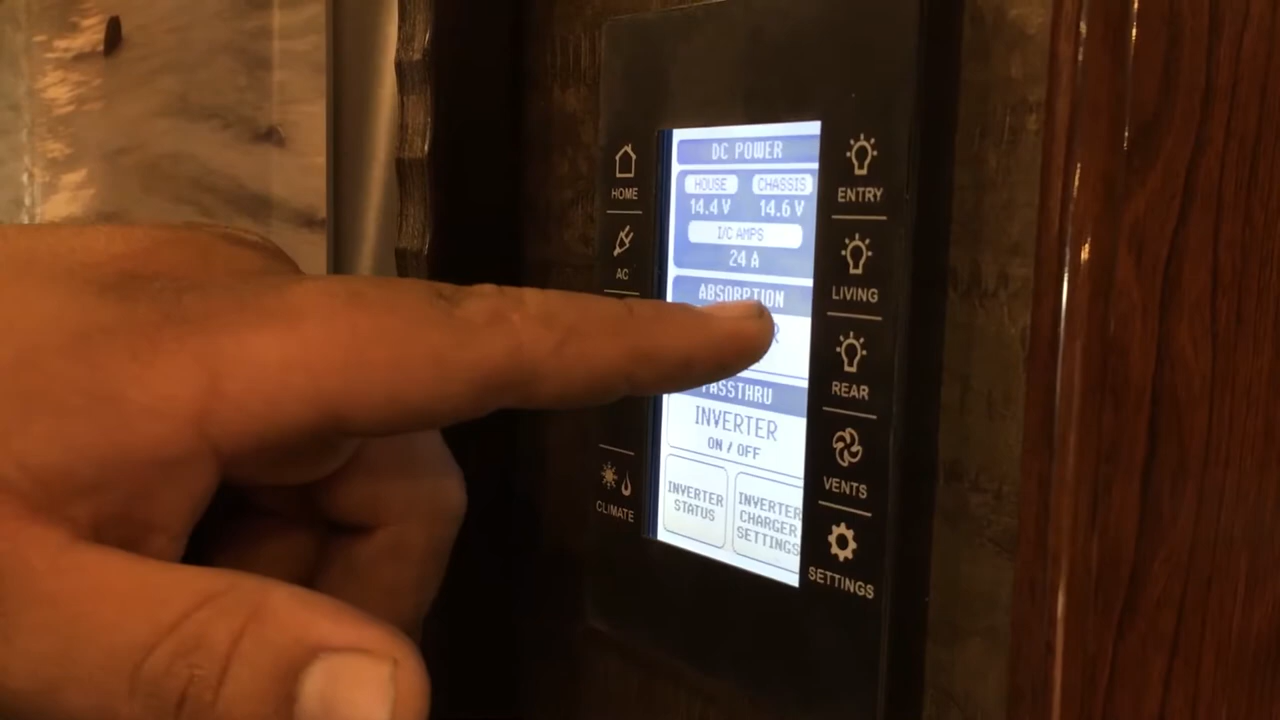 HOME
AC
CLIMATE
DC POWER
HOUSE CHASSIS
14.4 V 14.6 V
I/C AMPS
24 A
ABSORPTION
PASSTHRU
INVERTER
ON / OFF
INVERTER
STATUS
INVERTER
CHARGER
SETTINGS
ENTRY
LIVING
REAR
VENTS
SETTINGS